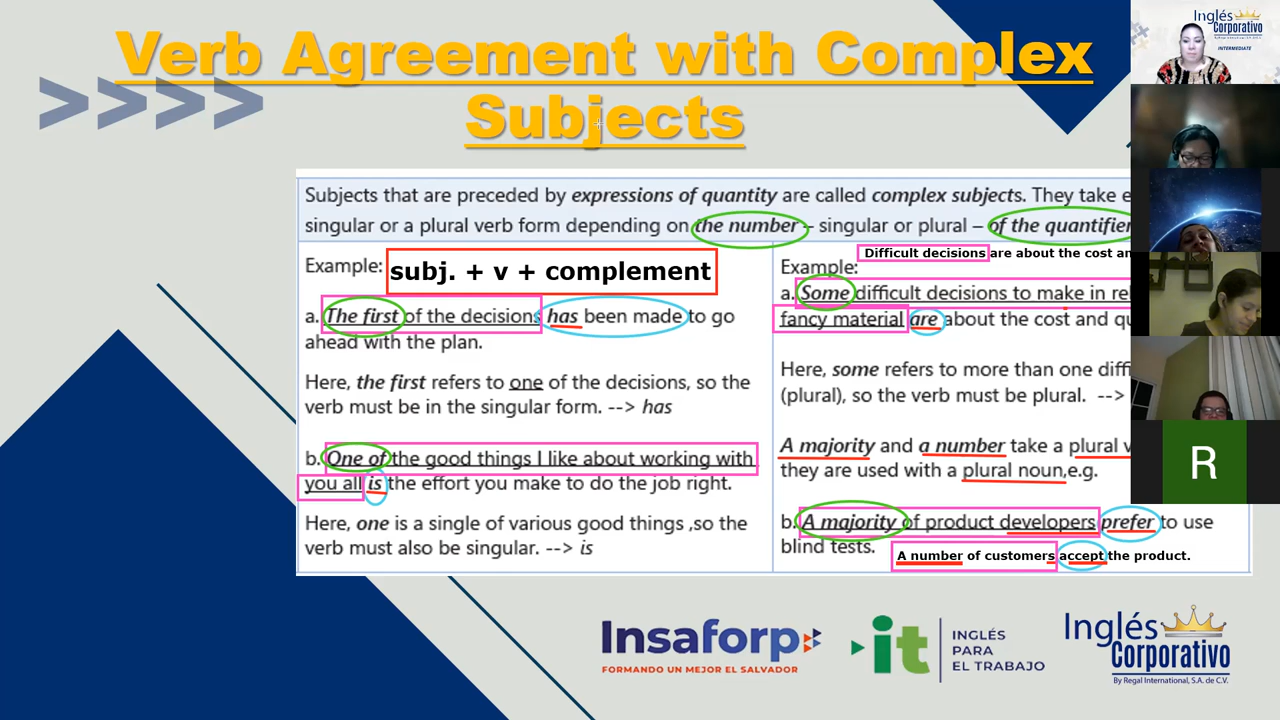 Verb Agreement with Complex
Subjects
>>>>
Subjects that are preceded by expressions of quantity are called complex subjects. They take e
singular or a plural verb form depending on the number – singular or plural – of the quantifier
Example:
subj. + v + complement
a. The first of the decisions has been made to go
ahead with the plan.
Here, the first refers to one of the decisions, so the
verb must be in the singular form. --> has
b. One of the good things I like about working with
you all is the effort you make to do the job right.
Here, one is a single of various good things ,so the
verb must also be singular. --> is
Difficult decisions are about the cost an
Example:
a. Some difficult decisions to make in rel
fancy material are about the cost and qu
Here, some refers to more than one diffi
(plural), so the verb must be plural. -->
A majority and a number take a plural v
they are used with a plural noun,e.g.
b. A majority of product developers prefer to use
blind tests.
A number of customers accept the product.
Inglés
Corporativo
INTERMEDIATE
R
Insaforp
FORMANDO UN MEJOR EL SALVADOR
it
INGLÉS
PARA
EL TRABAJO
Inglés
Corporativo
By Regal International, S.A. de C.V.